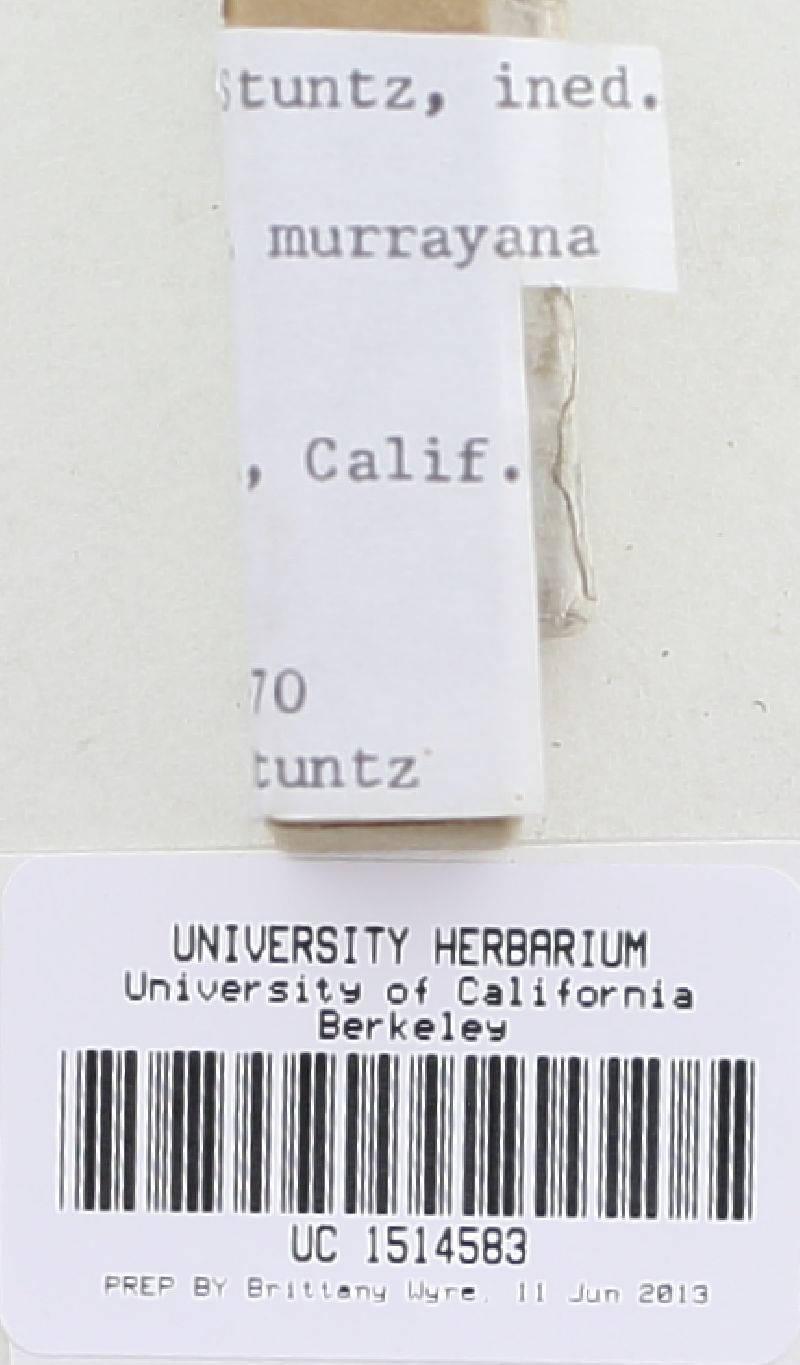 Stuntz, ined.
murrayana
, Calif.
70
tuntz
UNIVERSITY HERBARIUM
University of California
Berkeley
UC 1514583
PREP BY Brittany Wyre, 11 Jun 2013